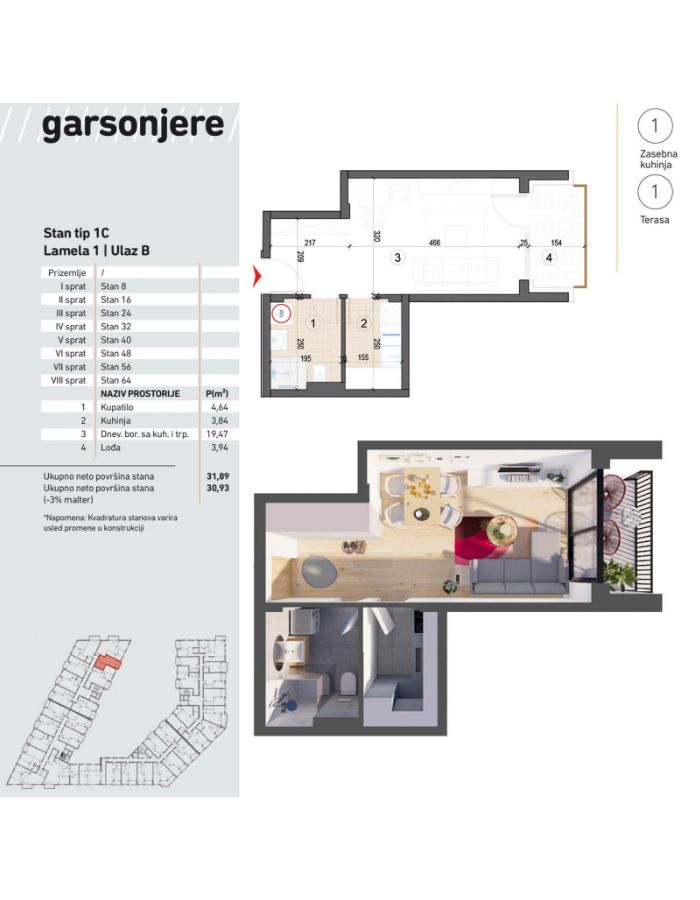 garsonjere
Stan tip 1C
Lamela 1 | Ulaz B
Prizemlje /
I sprat Stan 8
II sprat Stan 16
III sprat Stan 24
IV sprat Stan 32
V sprat Stan 40
VI sprat Stan 48
VII sprat Stan 56
VIII sprat Stan 64
NAZIV PROSTORIJE P(m²)
1 Kupatilo 4,64
2 Kuhinja 3,84
3 Dnev. bor. sa kuh. i trp. 19,47
4 Lođa 3,94
Ukupno neto površina stana 31,89
Ukupno neto površina stana 30,93
(-3% malter)
*Napomena: Kvadratura stanova varira
usled promene u konstrukciji
217
209
320
3
466
25
154
4
1
2
250
195
155
250
1
Zasebna
kuhinja
1
Terasa